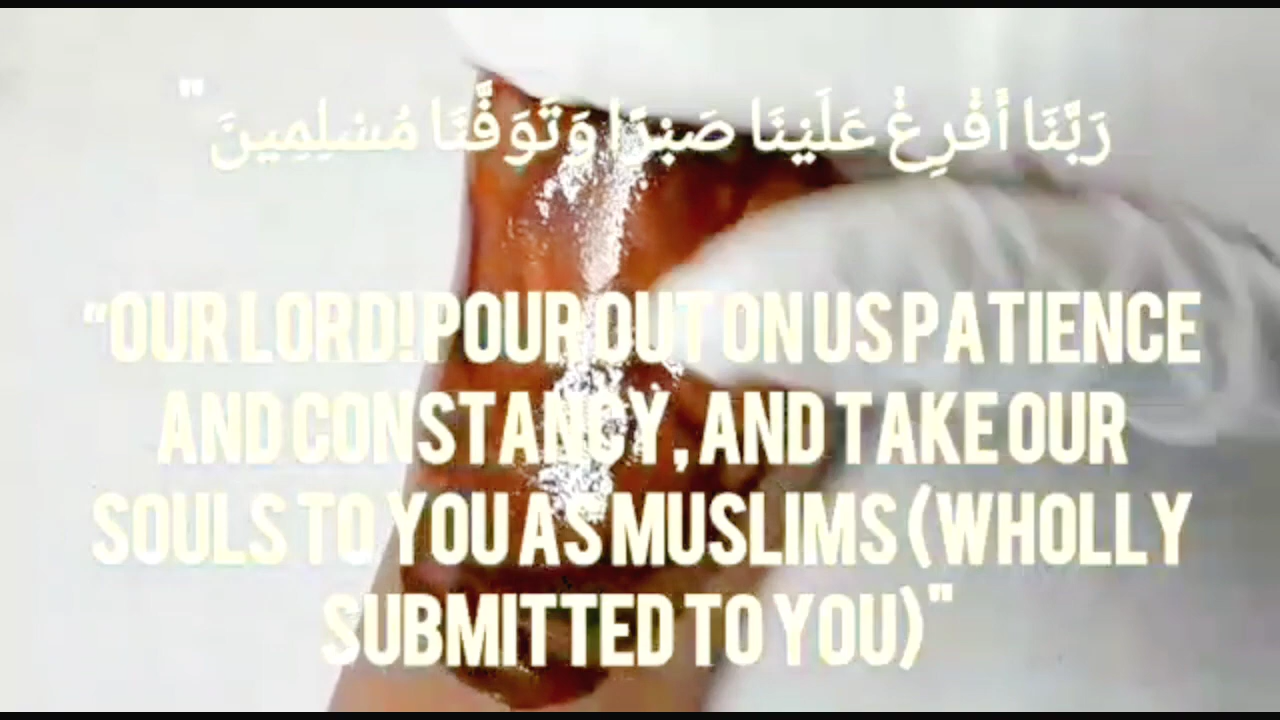 رَبَّنَا أَفْرِغْ عَلَيْنَا صَبْرًا وَتَوَفَّنَا مُسْلِمِينَ"
"OUR LORD! POUR OUT ON US PATIENCE
AND CONSTANCY, AND TAKE OUR
SOULS TO YOU AS MUSLIMS (WHOLLY
SUBMITTED TO YOU)"